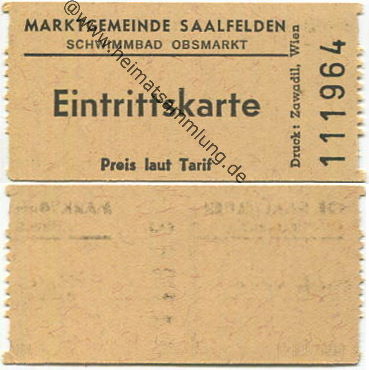 MARKTGEMEINDE SAALFELDEN
SCHWIMMBAD OBSMARKT
Eintrittskarte
Preis laut Tarif
Druck: Zawadil, Wien
111964
www.heimatsammlung.de